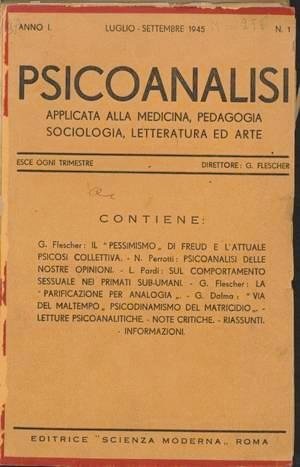 ANNO I.
LUGLIO - SETTEMBRE 1945
N. 1
PSICOANALISI
APPLICATA ALLA MEDICINA, PEDAGOGIA
SOCIOLOGIA, LETTERATURA ED ARTE
ESCE OGNI TRIMESTRE
DIRETTORE: G. FLESCHER
CONTIENE:
G. Flescher: IL "PESSIMISMO„ DI FREUD E L'ATTUALE
PSICOSI COLLETTIVA. - N. Perrotti: PSICOANALISI DELLE
NOSTRE OPINIONI. - L. Pardi: SUL COMPORTAMENTO
SESSUALE NEI PRIMATI SUB-UMANI. - G. Flescher: LA
"PARIFICAZIONE PER ANALOGIA„. - G. Dalma: "VIA
DEL MALTEMPO„ PSICODINAMISMO DEL MATRICIDIO„. -
LETTURE PSICOANALITICHE. - NOTE CRITICHE. - RIASSUNTI.
- INFORMAZIONI.
EDITRICE "SCIENZA MODERNA„ ROMA